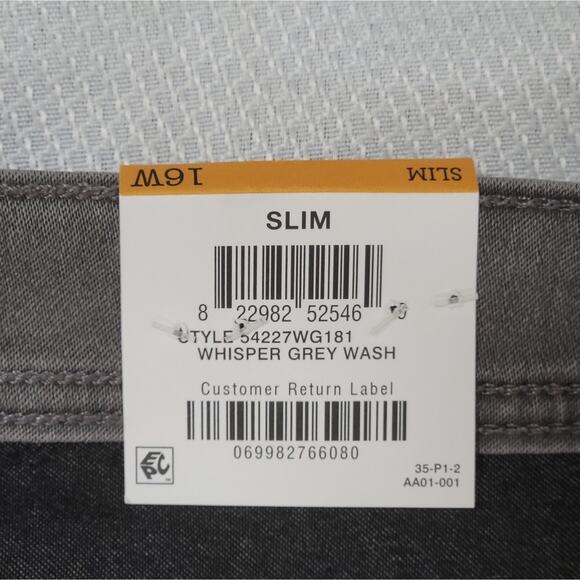 16W SLIM
SLIM
8 22982 52546
STYLE 54227WG181
WHISPER GREY WASH
Customer Return Label
069982766080
EPC
35-P1-2
AA01-001